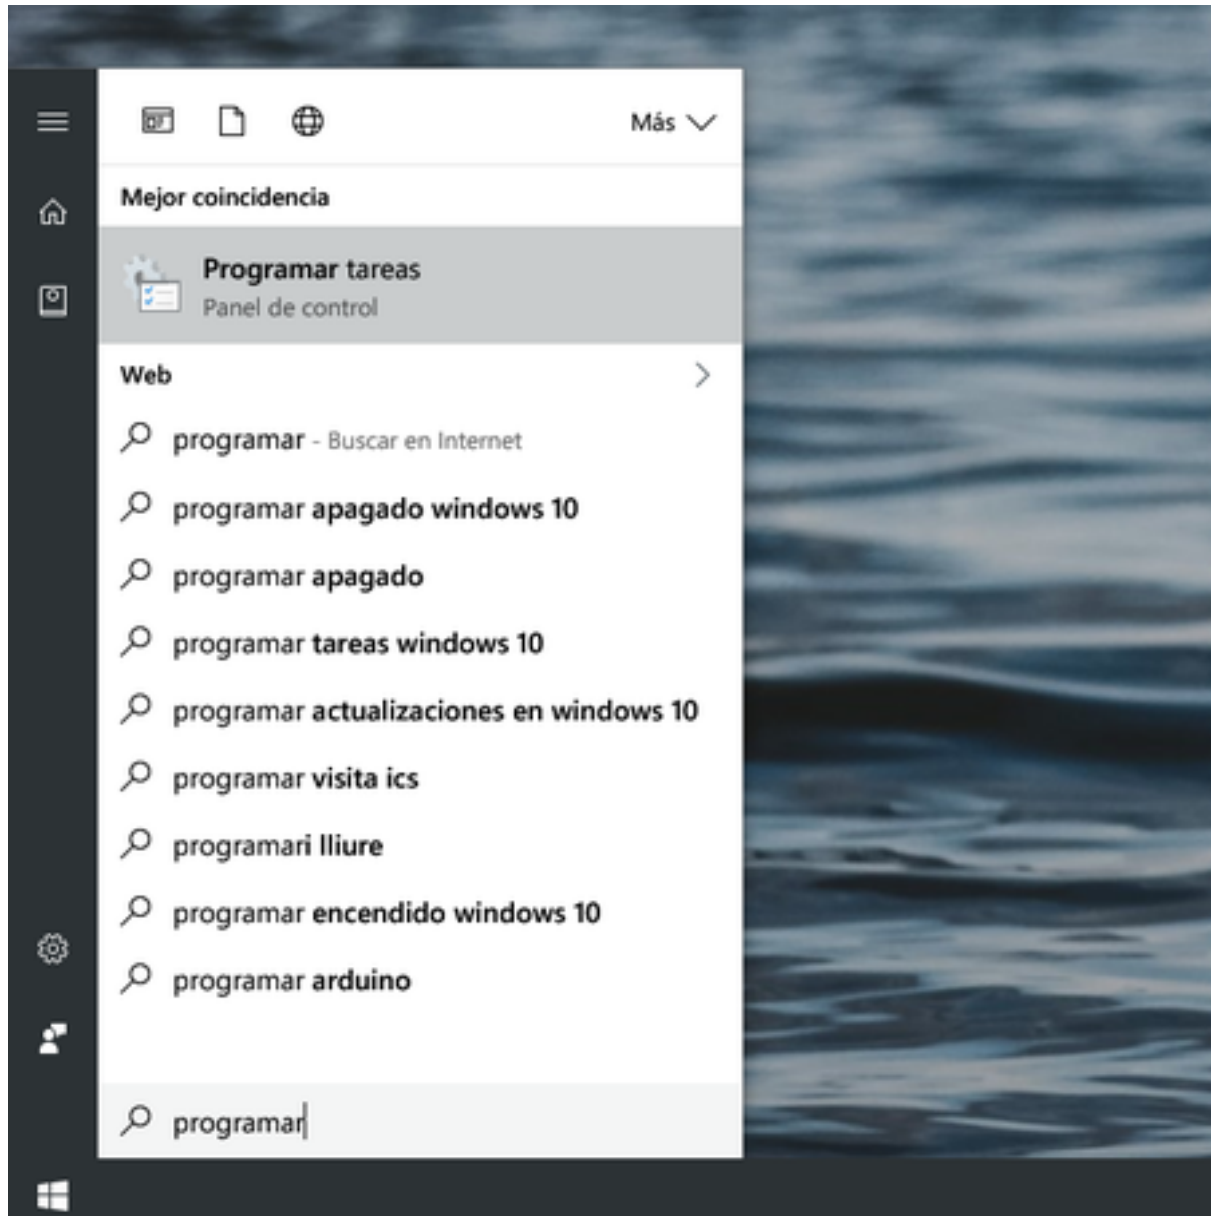 Más
Mejor coincidencia
Programar tareas
Panel de control
Web
programar - Buscar en Internet
programar apagado windows 10
programar apagado
programar tareas windows 10
programar actualizaciones en windows 10
programar visita ics
programari lliure
programar encendido windows 10
programar arduino
programar